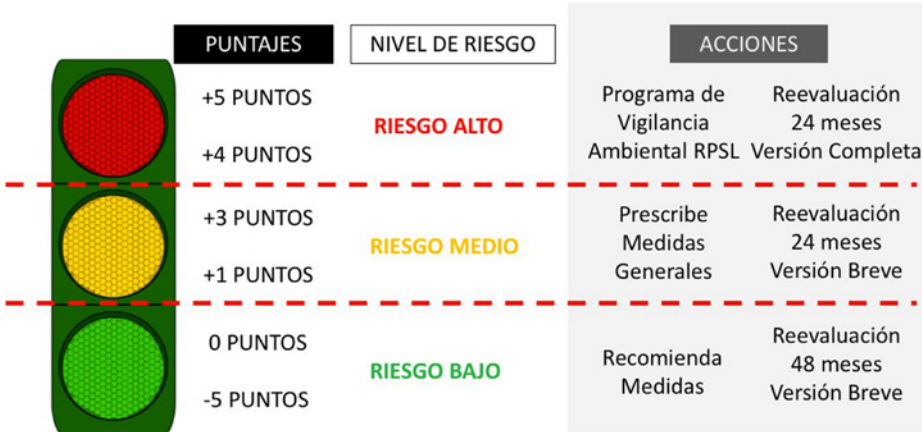 PUNTAJES
NIVEL DE RIESGO
ACCIONES
+5 PUNTOS
+4 PUNTOS
RIESGO ALTO
Programa de
Vigilancia
Ambiental RPSL
Reevaluación
24 meses
Versión Completa
+3 PUNTOS
+1 PUNTOS
RIESGO MEDIO
Prescribe
Medidas
Generales
Reevaluación
24 meses
Versión Breve
0 PUNTOS
-5 PUNTOS
RIESGO BAJO
Recomienda
Medidas
Reevaluación
48 meses
Versión Breve